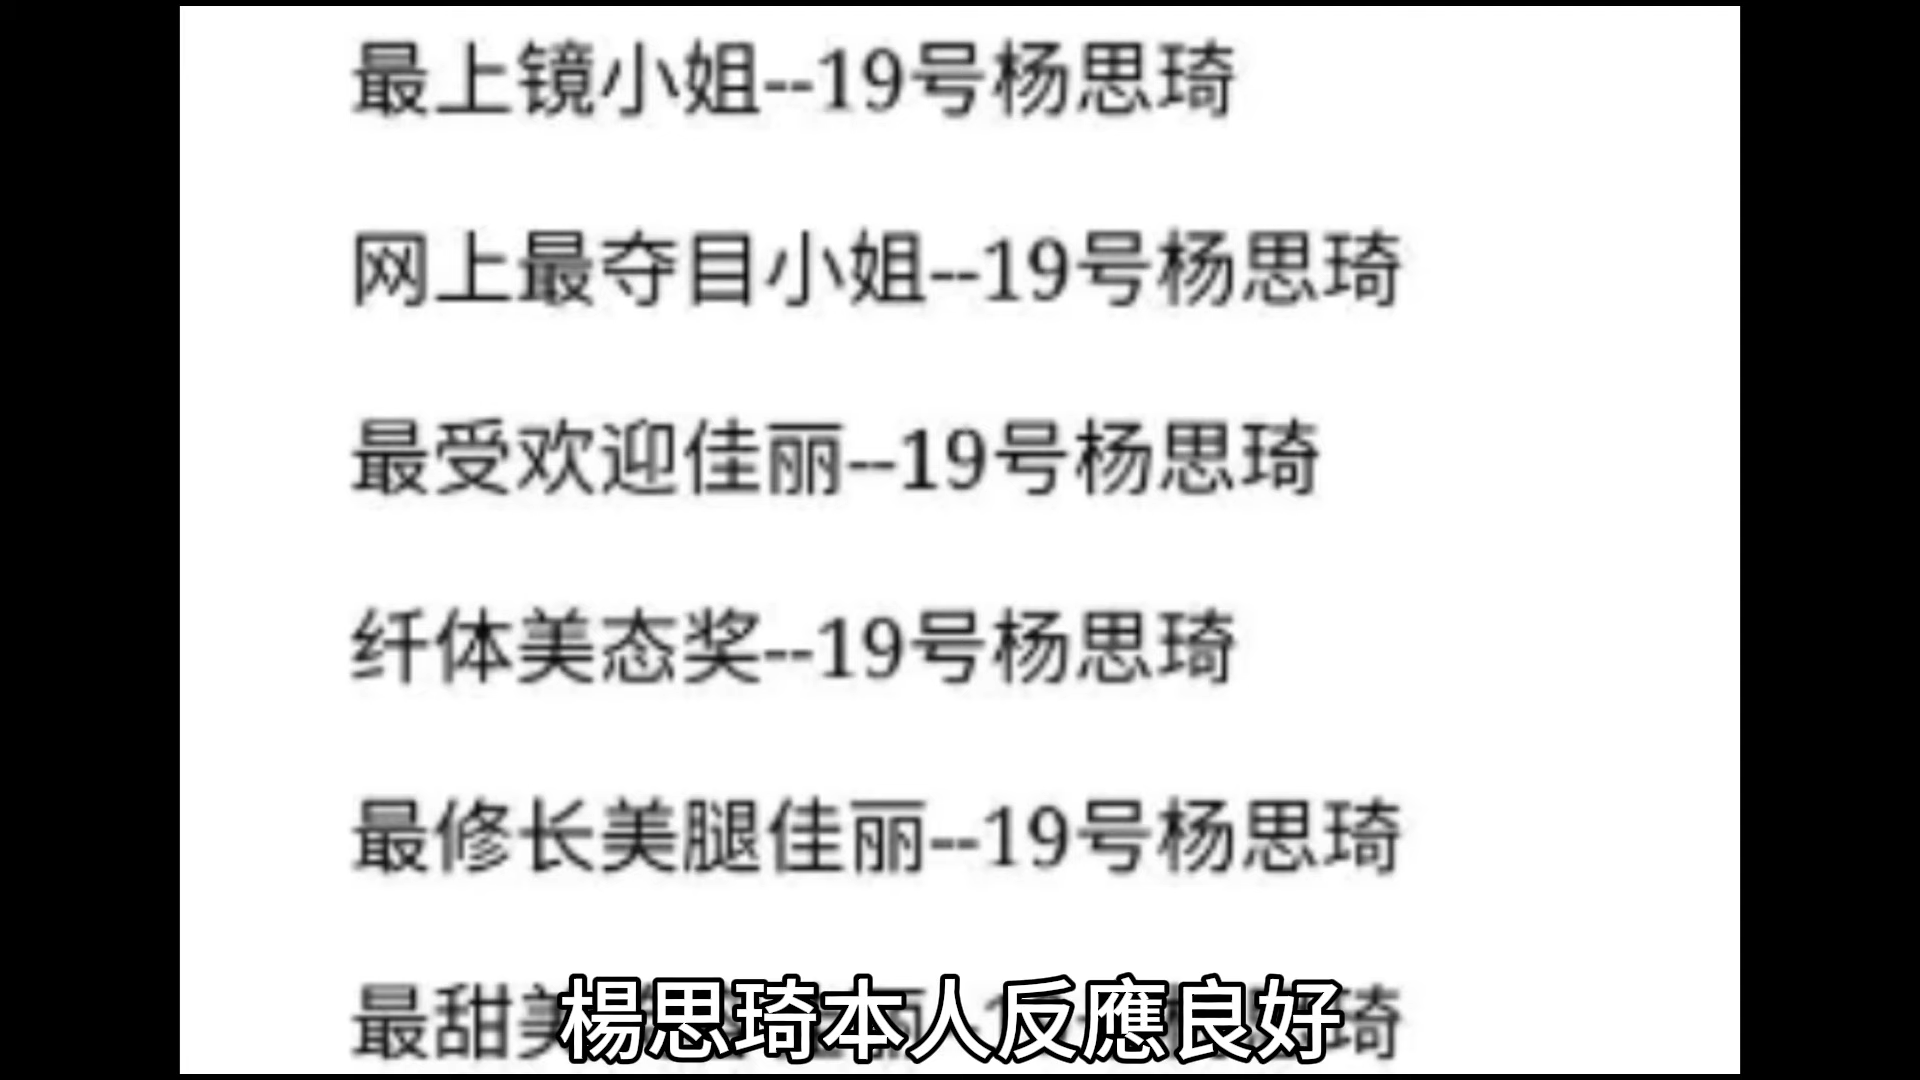 最上镜小姐--19号杨思琦
网上最夺目小姐--19号杨思琦
最受欢迎佳丽--19号杨思琦
纤体美态奖--19号杨思琦
最修长美腿佳丽--19号杨思琦
最甜美
楊思琦本人反應良好